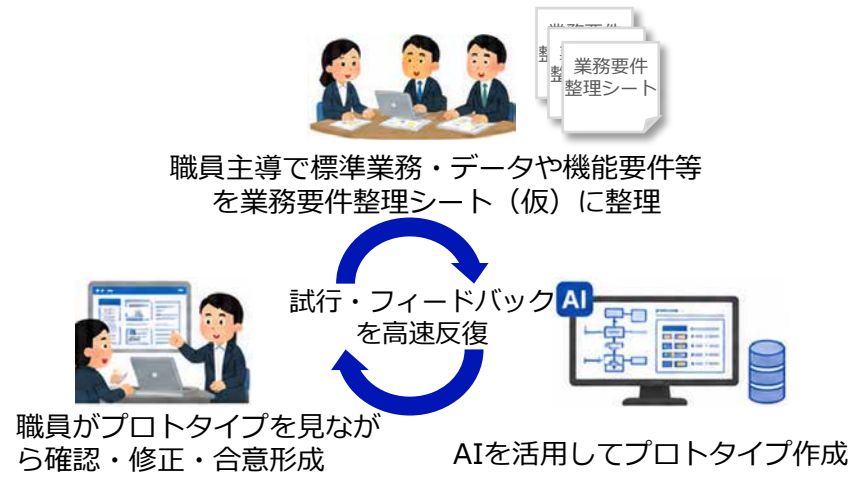 業務要件
整理シート
職員主導で標準業務・データや機能要件等
を業務要件整理シート（仮）に整理
試行・フィードバック
を高速反復
AI
職員がプロトタイプを見なが
ら確認・修正・合意形成
AIを活用してプロトタイプ作成